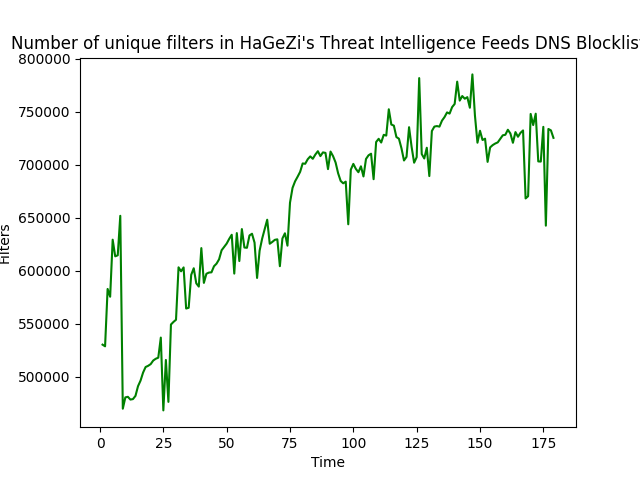 Number of unique filters in HaGeZi's Threat Intelligence Feeds DNS Blocklis
800000
750000
700000
650000
600000
550000
500000
Filters
0 25 50 75 100 125 150 175
Time